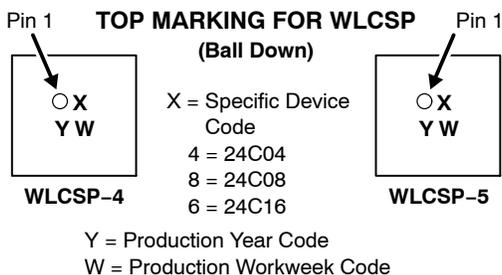 Pin 1
TOP MARKING FOR WLCSP
Pin 1
(Ball Down)
X
Y W
WLCSP−4
X = Specific Device
Code
4 = 24C04
8 = 24C08
6 = 24C16
X
Y W
WLCSP−5
Y = Production Year Code
W = Production Workweek Code